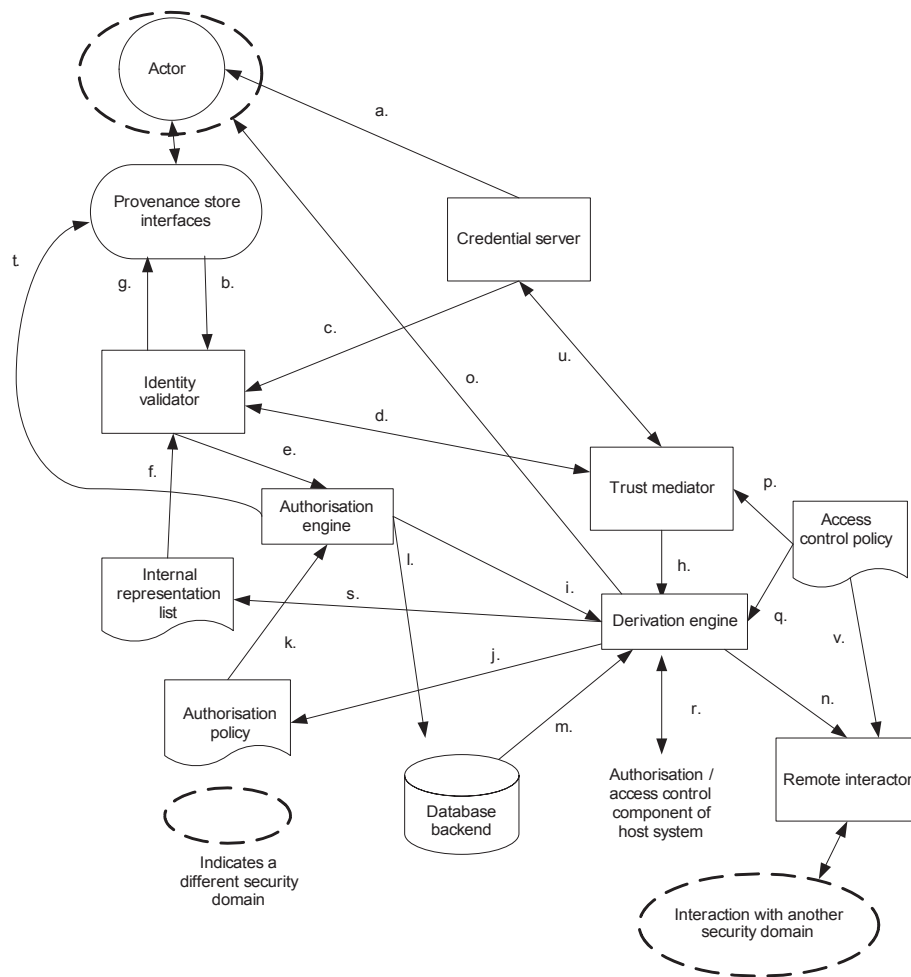 Actor
a.
Provenance store
interfaces
Credential server
t.
g.
b.
c.
u.
o.
Identity
validator
d.
e.
f.
Trust mediator
p.
Access
control policy
Authorisation
engine
l.
h.
Internal
representation
list
s.
i.
Derivation engine
q.
v.
k.
j.
n.
Authorisation
policy
m.
r.
Remote interactor
Database
backend
Authorisation /
access control
component of
host system
Indicates a
different security
domain
Interaction with another
security domain